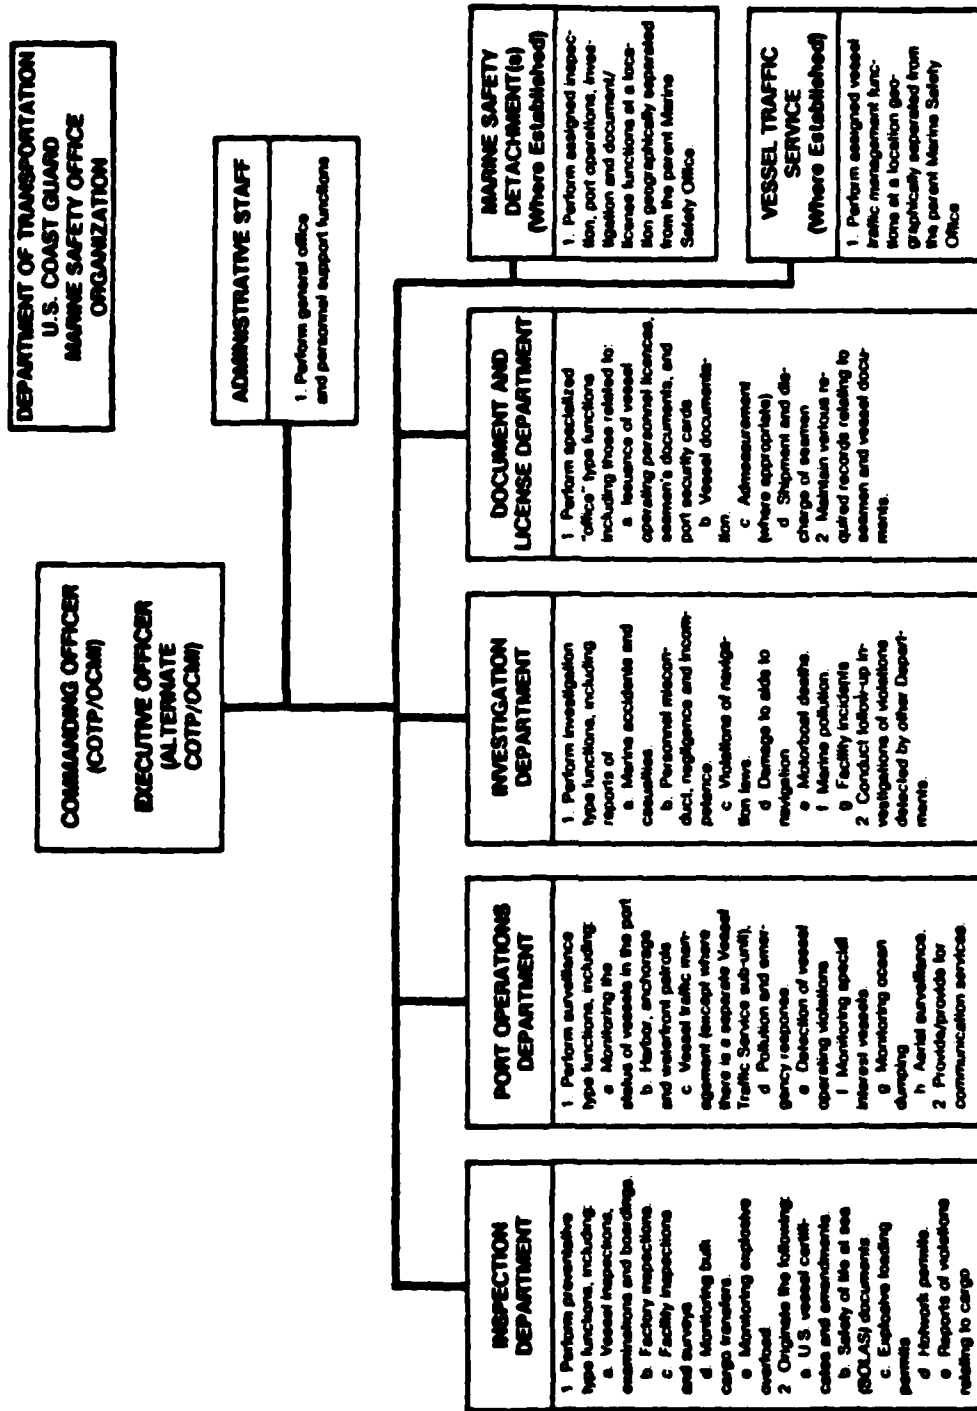 DEPARTMENT OF TRANSPORTATION
U.S. COAST GUARD
MARINE SAFETY OFFICE
ORGANIZATION
COMMANDING OFFICER
(COTP/OCMI)
EXECUTIVE OFFICER
(ALTERNATE
COTP/OCMI)
ADMINISTRATIVE STAFF
1. Perform general office
and personnel support functions
INSPECTION
DEPARTMENT
1 Perform preventative
type functions, including:
a. Vessel inspections,
examinations and boardings.
b. Factory inspections.
c Facility inspections
and surveys
d. Monitoring bulk
cargo transfers.
e Monitoring explosive
overload
2 Originate the following:
a U.S. vessel certifi-
cates and amendments.
b. Safety of life at sea
(SOLAS) documents
c. Explosive loading
permits
d Hotwork permits.
e Reports of violations
relating to cargo
PORT OPERATIONS
DEPARTMENT
1 Perform surveillance
type functions, including:
a Monitoring the
status of vessels in the port
b. Harbor, anchorage
and waterfront patrols
c Vessel traffic man-
agement (except where
there is a separate Vessel
Traffic Service sub-unit),
d Pollution and emer-
gency response.
e Detection of vessel
operating violations
f Monitoring special
interest vessels
g Monitoring ocean
dumping
h Aerial surveillance.
2 Provide/provide for
communication services
INVESTIGATION
DEPARTMENT
1. Perform investigation
type functions, including
reports of
a. Marine accidents and
casualties.
b. Personnel miscon-
duct, negligence and incom-
petence.
c Violations of naviga-
tion laws.
d Damage to aids to
navigation
e Motorboat deaths.
f Marine pollution.
g Facility incidents
2 Conduct follow-up in-
vestigations of violations
detected by other Depart-
ments.
DOCUMENT AND
LICENSE DEPARTMENT
1 Perform specialized
"office" type functions
including those related to:
a Issuance of vessel
operating personnel licences,
seamen's documents, and
port security cards
b Vessel documenta-
tion.
c Admeasurement
(where appropriate)
d Shipment and dis-
charge of seamen
2 Maintain various re-
quired records relating to
seamen and vessel docu-
ments.
MARINE SAFETY
DETACHMENT(s)
(Where Established)
1. Perform assigned inspec-
tion, port operations, inves-
tigation and document/
license functions at a loca-
tion geographically separated
from the parent Marine
Safety Office.
VESSEL TRAFFIC
SERVICE
(Where Established)
1. Perform assigned vessel
traffic management func-
tions at a location geo-
graphically separated from
the parent Marine Safety
Office